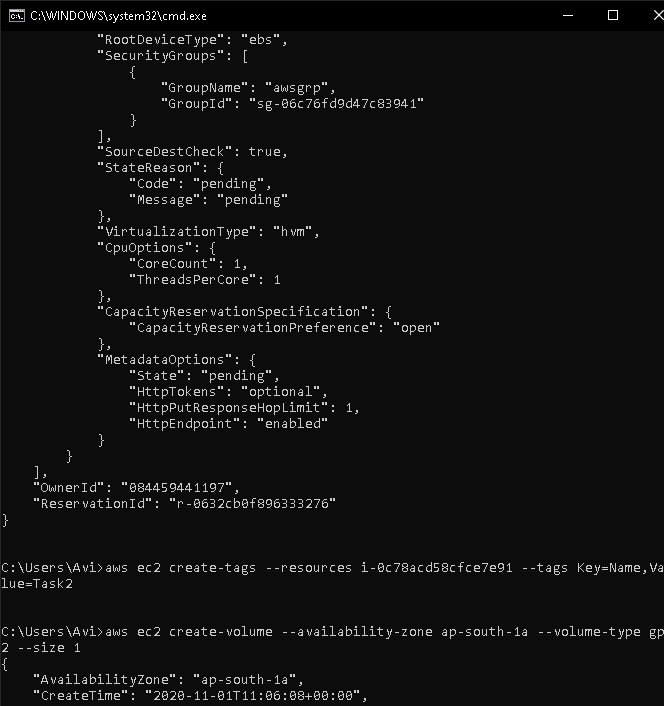 C:\WINDOWS\system32\cmd.exe
"RootDeviceType": "ebs",
"SecurityGroups": [
{
"GroupName": "awsgrp",
"GroupId": "sg-06c76fd9d47c83941"
}
],
"SourceDestCheck": true,
"StateReason": {
"Code": "pending",
"Message": "pending"
},
"VirtualizationType": "hvm",
"CpuOptions": {
"CoreCount": 1,
"ThreadsPerCore": 1
},
"CapacityReservationSpecification": {
"CapacityReservationPreference": "open"
},
"MetadataOptions": {
"State": "pending",
"HttpTokens": "optional",
"HttpPutResponseHopLimit": 1,
"HttpEndpoint": "enabled"
}
}
],
"OwnerId": "084459441197",
"ReservationId": "r-0632cb0f896333276"
}
C:\Users\Avi>aws ec2 create-tags --resources i-0c78acd58cfce7e91 --tags Key=Name,Va
lue=Task2
C:\Users\Avi>aws ec2 create-volume --availability-zone ap-south-1a --volume-type gp
2 --size 1
{
"AvailabilityZone": "ap-south-1a",
"CreateTime": "2020-11-01T11:06:08+00:00",